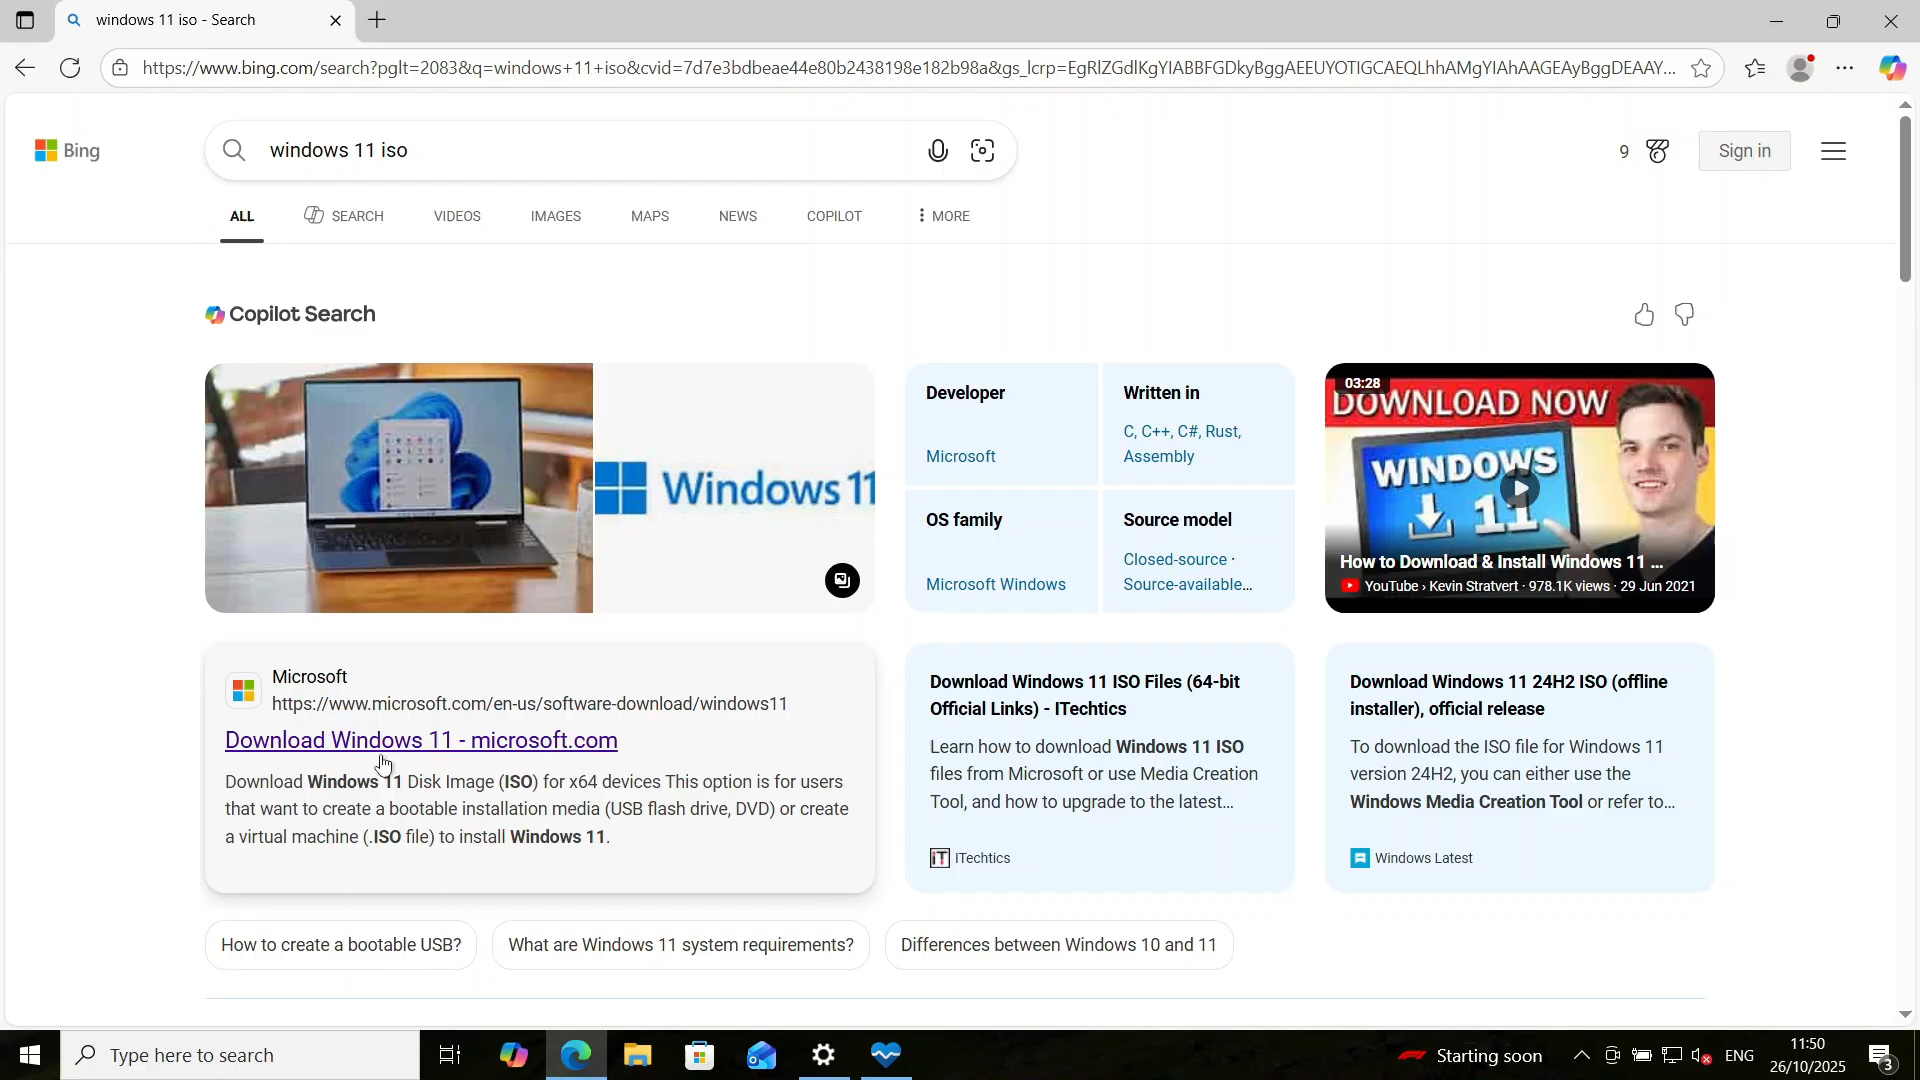 windows 11 iso - Search
https://www.bing.com/search?pglt=2083&q=windows+11+iso&cvid=7d7e3bdbeae44e80b2438198e182b98a&gs_lcrp=EgRlZGdlKgYIABBFGDkyBggAEEUYOTIGCAEQLhhAMgYIAhAAGEAyBggDEAAY...
Bing
windows 11 iso
9
Sign in
ALL
SEARCH
VIDEOS
IMAGES
MAPS
NEWS
COPILOT
MORE
Copilot Search
Windows 11
Developer
Microsoft
Written in
C, C++, C#, Rust,
Assembly
OS family
Microsoft Windows
Source model
Closed-source ·
Source-available...
03:28
DOWNLOAD NOW
WINDOWS
11
How to Download & Install Windows 11 ...
YouTube › Kevin Stratvert · 978.1K views · 29 Jun 2021
Microsoft
https://www.microsoft.com/en-us/software-download/windows11
Download Windows 11 - microsoft.com
Download Windows 11 Disk Image (ISO) for x64 devices This option is for users
that want to create a bootable installation media (USB flash drive, DVD) or create
a virtual machine (.ISO file) to install Windows 11.
Download Windows 11 ISO Files (64-bit
Official Links) - ITechtics
Learn how to download Windows 11 ISO
files from Microsoft or use Media Creation
Tool, and how to upgrade to the latest...
iT ITechtics
Download Windows 11 24H2 ISO (offline
installer), official release
To download the ISO file for Windows 11
version 24H2, you can either use the
Windows Media Creation Tool or refer to...
Windows Latest
How to create a bootable USB?
What are Windows 11 system requirements?
Differences between Windows 10 and 11
Type here to search
Starting soon
ENG
11:50
26/10/2025
3